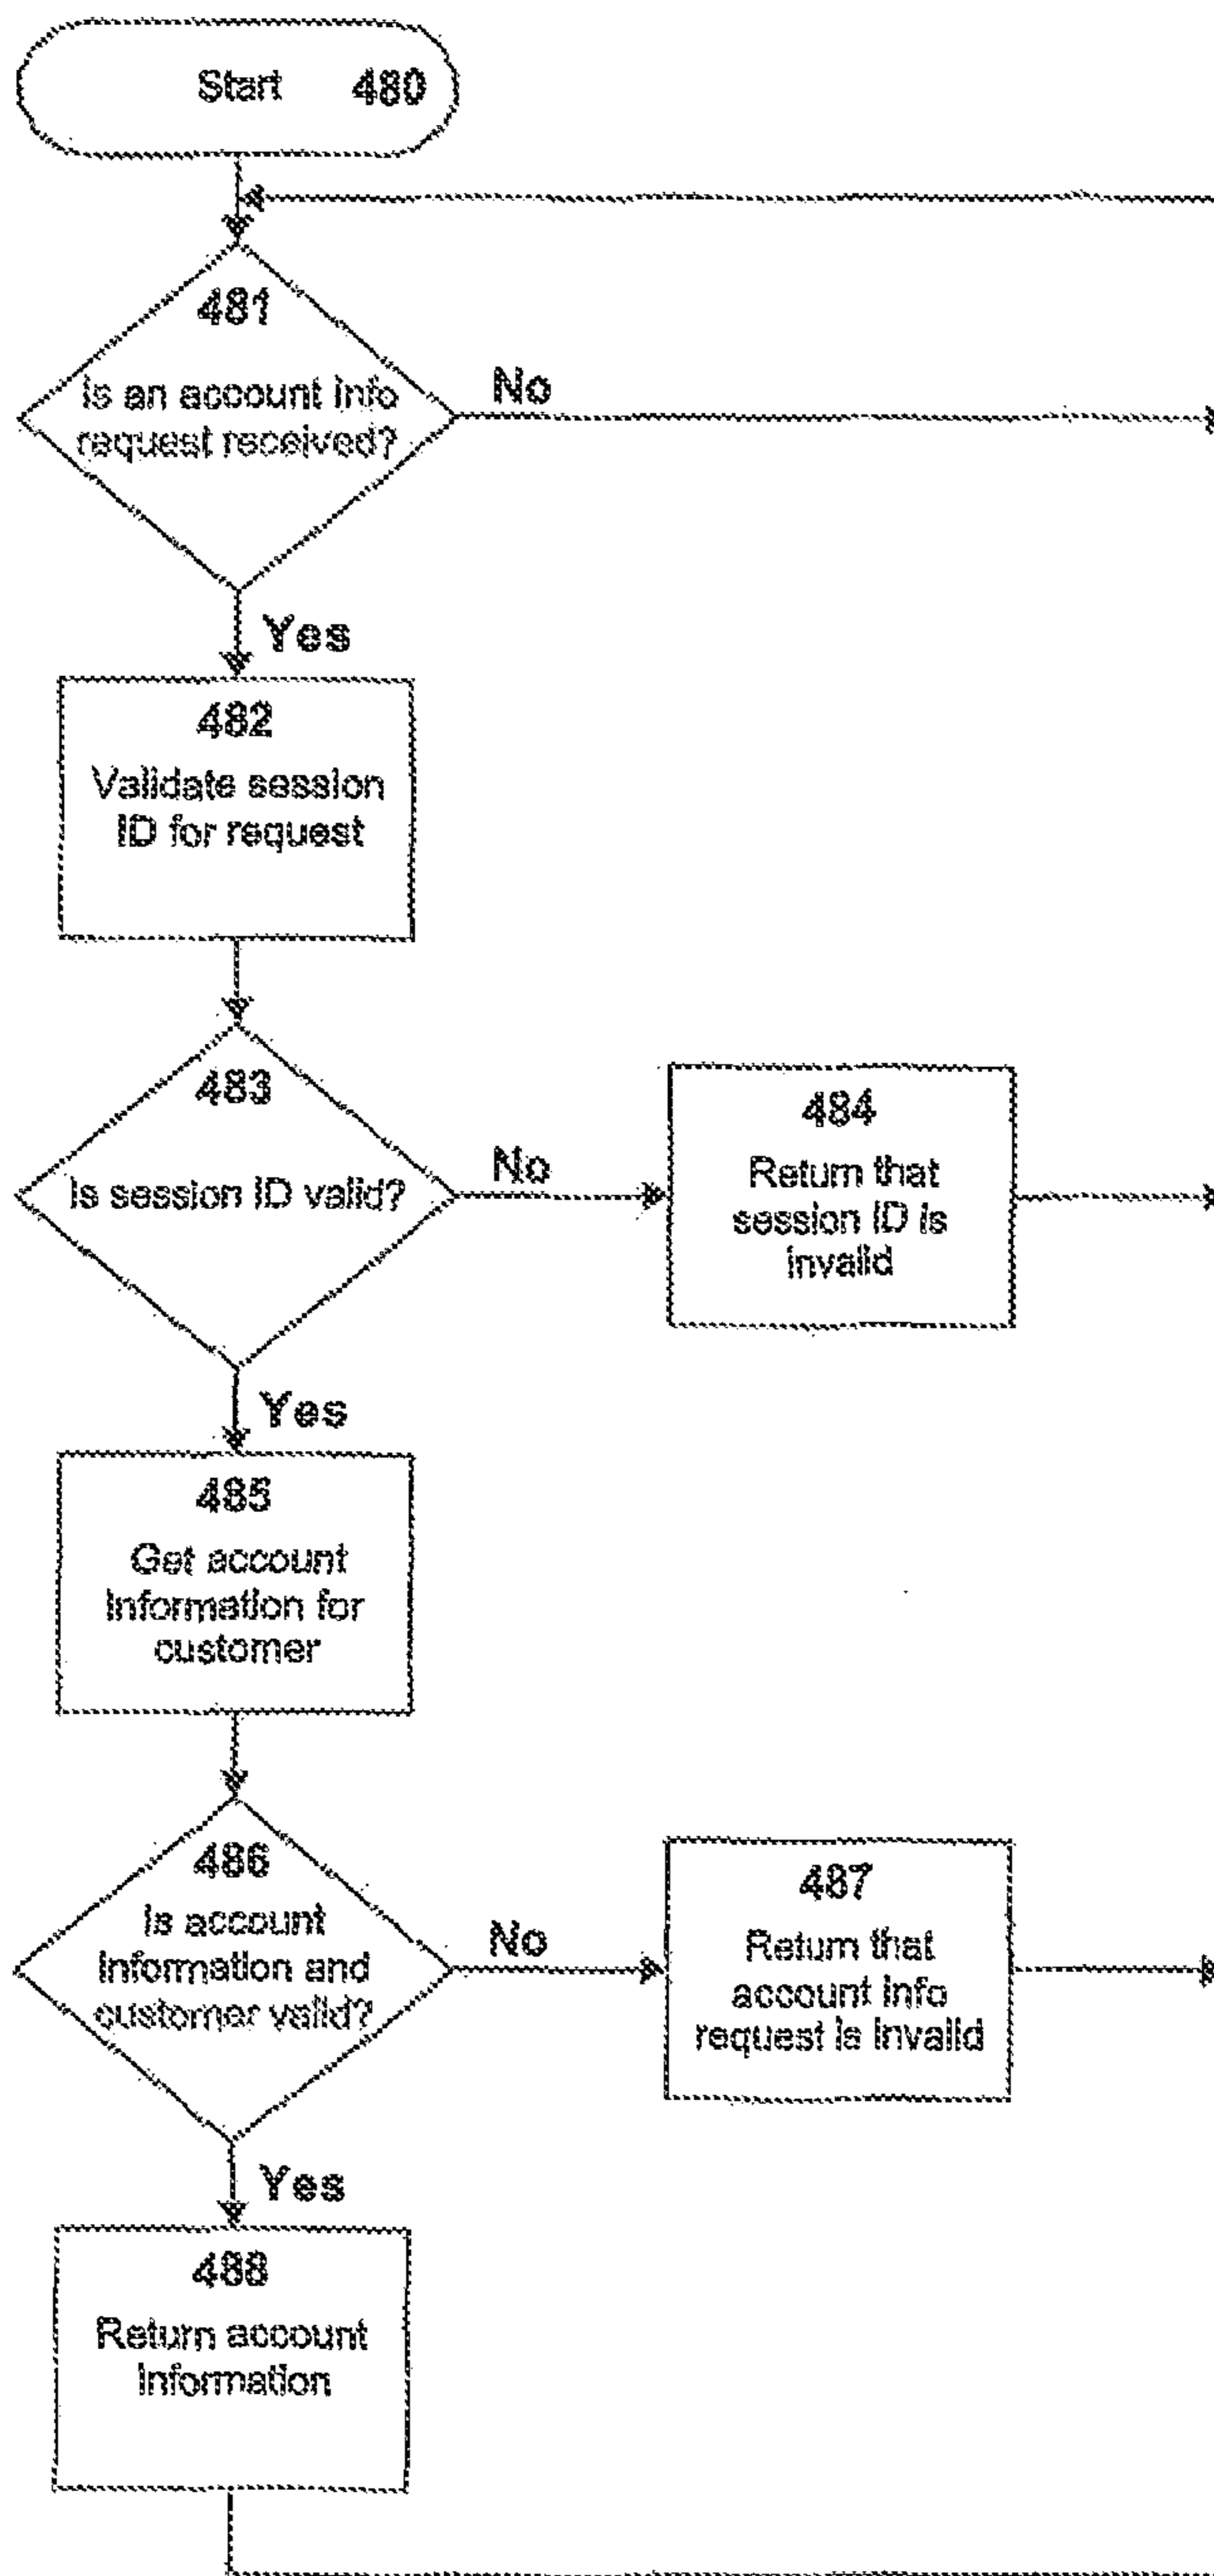 Start 480
481
Is an account info
request received?
No
Yes
482
Validate session
ID for request
483
Is session ID valid?
No
484
Return that
session ID is
invalid
Yes
485
Get account
information for
customer
486
Is account
information and
customer valid?
No
487
Return that
account info
request is invalid
Yes
488
Return account
information